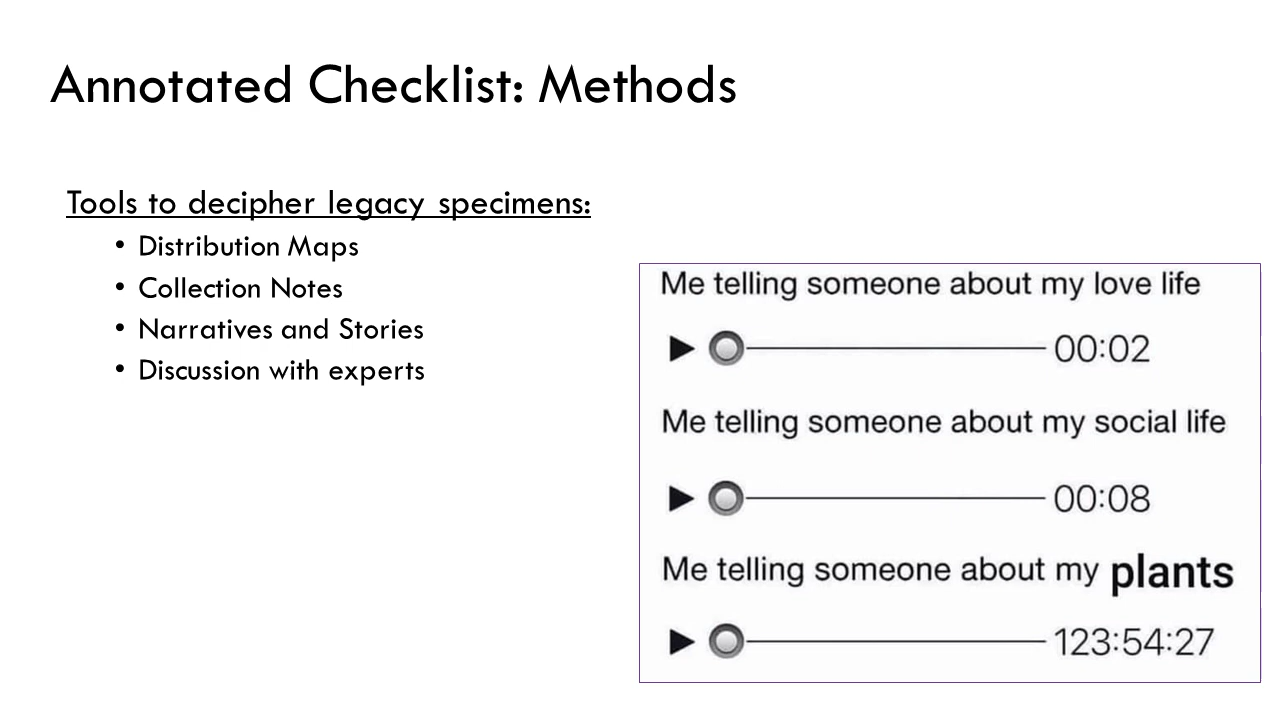 Annotated Checklist: Methods
Tools to decipher legacy specimens:
• Distribution Maps
• Collection Notes
• Narratives and Stories
• Discussion with experts
Me telling someone about my love life
00:02
Me telling someone about my social life
00:08
Me telling someone about my plants
123:54:27